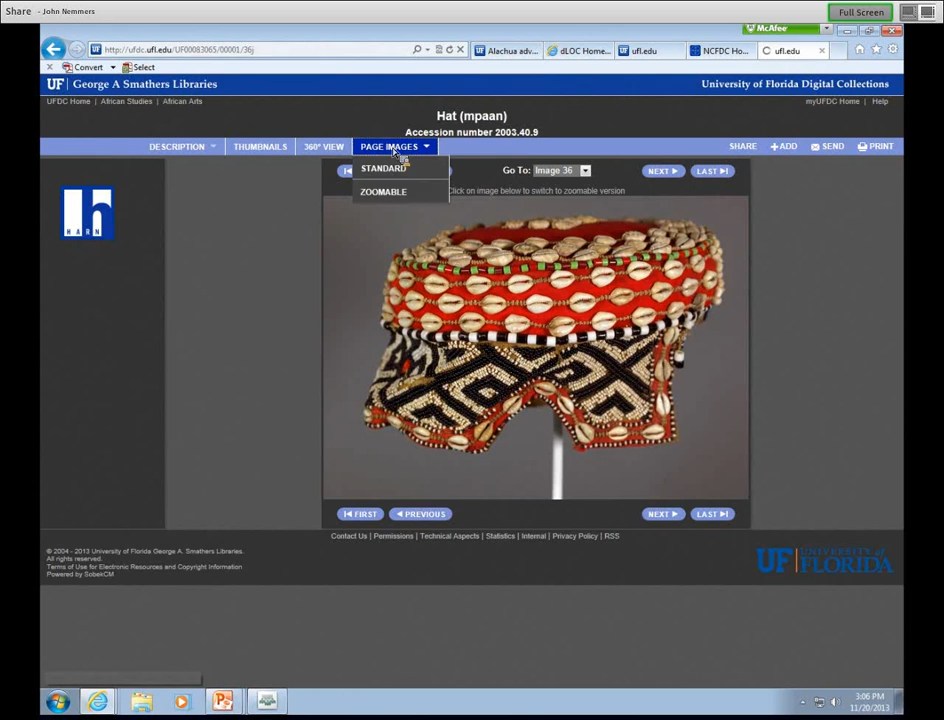 Share - John Nemmers
Full Screen
McAfee
http://ufdc.ufl.edu/UF00083065/00001/36j
Alachua adv...
dLOC Home...
ufl.edu
NCFDC Ho...
ufl.edu
Convert
Select
UF George A Smathers Libraries
University of Florida Digital Collections
UFDC Home | African Studies | African Arts
myUFDC Home | Help
Hat (mpaan)
Accession number 2003.40.9
DESCRIPTION THUMBNAILS 360° VIEW PAGE IMAGES SHARE ADD SEND PRINT
STANDARD
ZOOMABLE
Go To: Image 36
NEXT LAST
Click on image below to switch to zoomable version
h
HARN
FIRST PREVIOUS NEXT LAST
Contact Us | Permissions | Technical Aspects | Statistics | Internal | Privacy Policy | RSS
© 2004 - 2013 University of Florida George A. Smathers Libraries.
All rights reserved.
Terms of Use for Electronic Resources and Copyright Information
Powered by SobekCM
UF UNIVERSITY of FLORIDA
3:06 PM
11/20/2013